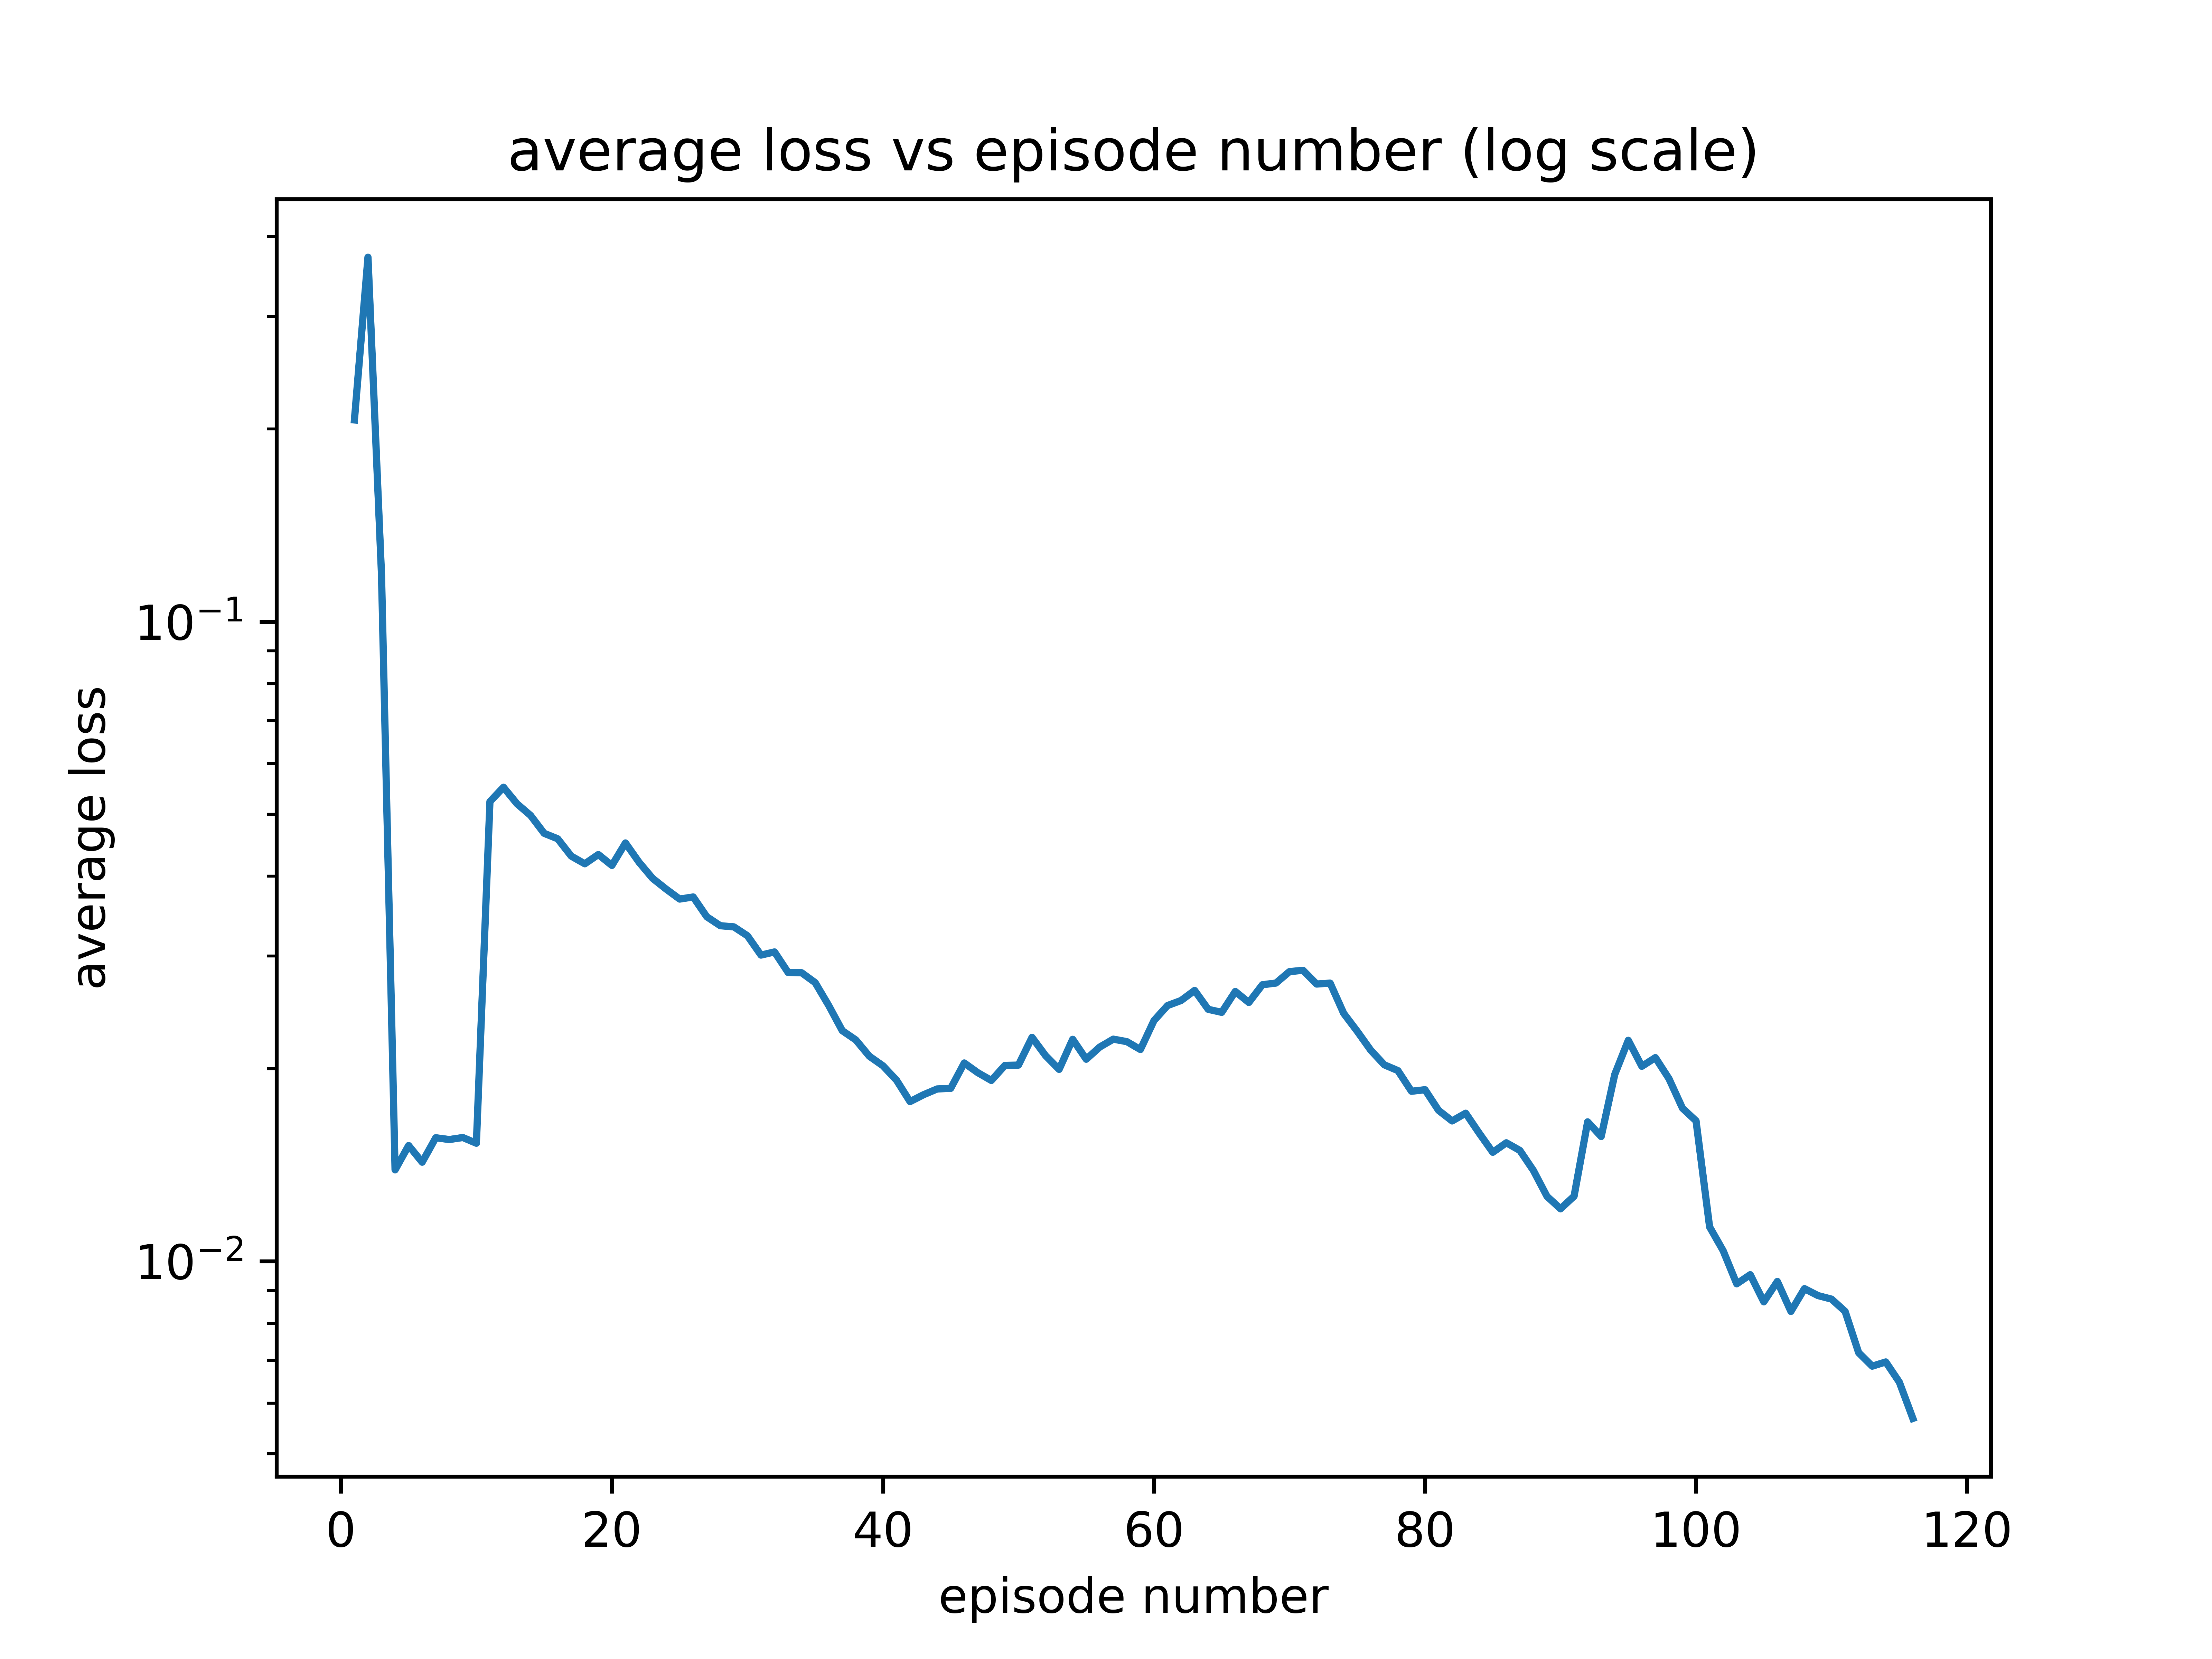 average loss vs episode number (log scale)
average loss
10⁻¹
10⁻²
0 20 40 60 80 100 120
episode number